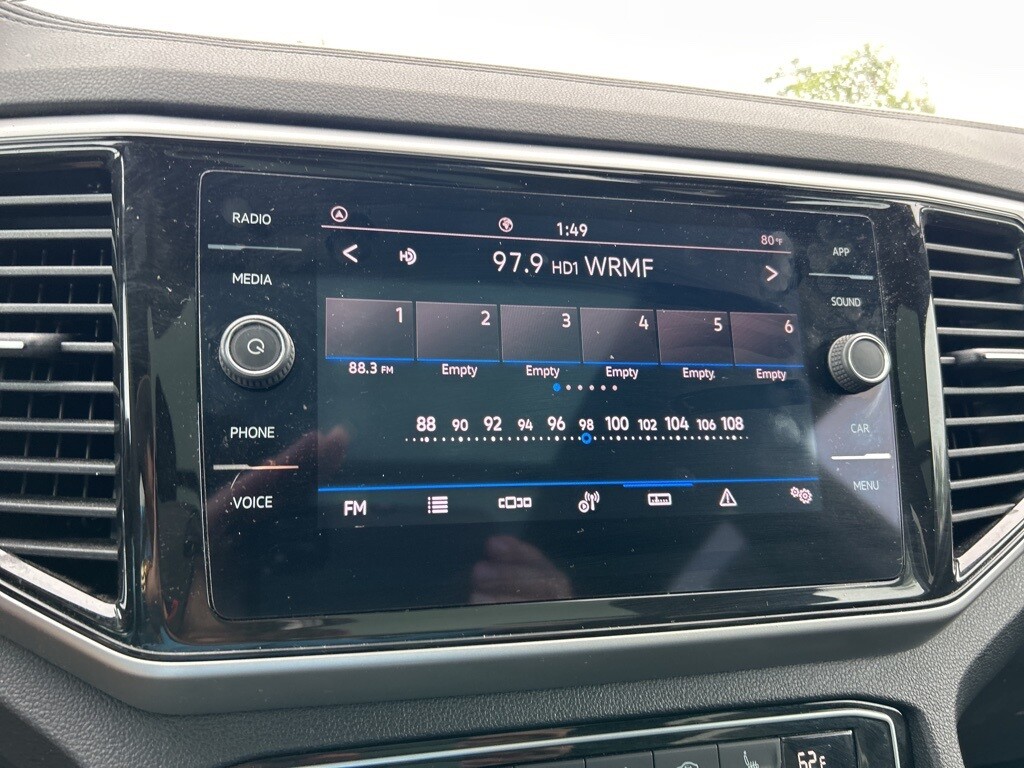 RADIO
MEDIA
PHONE
VOICE
1:49
80°F
97.9 HD1 WRMF
1 2 3 4 5 6
88.3 FM Empty Empty Empty Empty Empty
88 90 92 94 96 98 100 102 104 106 108
FM
APP
SOUND
CAR
MENU
62°F